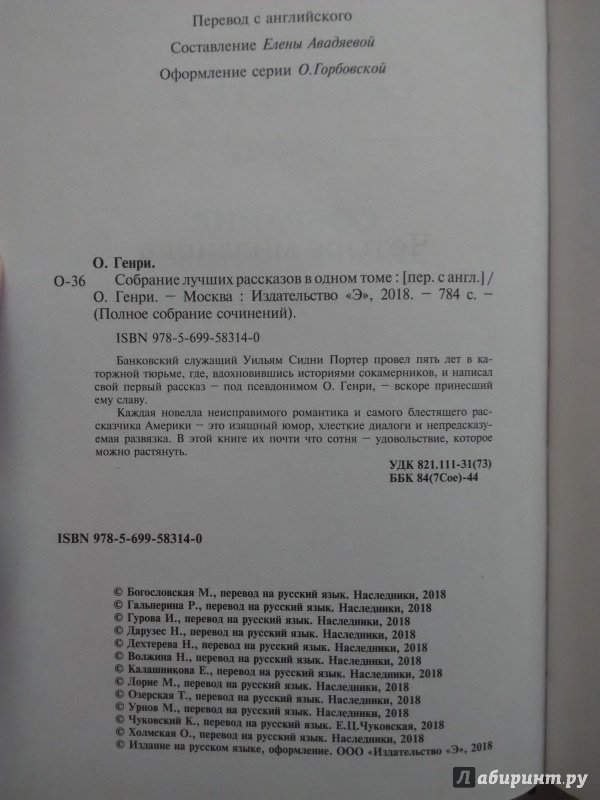 Перевод с английского
Составление Елены Авадяевой
Оформление серии О.Горбовской
О. Генри.
О-36 Собрание лучших рассказов в одном томе : [пер. с англ.] /
О. Генри. – Москва : Издательство «Э», 2018. – 784 с. –
(Полное собрание сочинений).
ISBN 978-5-699-58314-0
Банковский служащий Уильям Сидни Портер провел пять лет в ка-
торжной тюрьме, где, вдохновившись историями сокамерников, и написал
свой первый рассказ – под псевдонимом О. Генри, – вскоре принесший
ему славу.
Каждая новелла неисправимого романтика и самого блестящего рас-
сказчика Америки – это изящный юмор, хлесткие диалоги и непредсказу-
емая развязка. В этой книге их почти что сотня – удовольствие, которое
можно растянуть.
УДК 821.111-31(73)
ББК 84(7Сое)-44
ISBN 978-5-699-58314-0
© Богословская М., перевод на русский язык. Наследники, 2018
© Гальперина Р., перевод на русский язык. Наследники, 2018
© Гурова И., перевод на русский язык. Наследники, 2018
© Дарузес Н., перевод на русский язык. Наследники, 2018
© Дехтерева Н., перевод на русский язык. Наследники, 2018
© Волжина Н., перевод на русский язык. Наследники, 2018
© Калашникова Е., перевод на русский язык. Наследники, 2018
© Лорие М., перевод на русский язык. Наследники, 2018
© Озерская Т., перевод на русский язык. Наследники, 2018
© Урнов М., перевод на русский язык. Наследники, 2018
© Чуковский К., перевод на русский язык. Е.Ц.Чуковская, 2018
© Холмская О., перевод на русский язык. Наследники, 2018
© Издание на русском языке, оформление. ООО «Издательство «Э», 2018
Лабиринт.ру